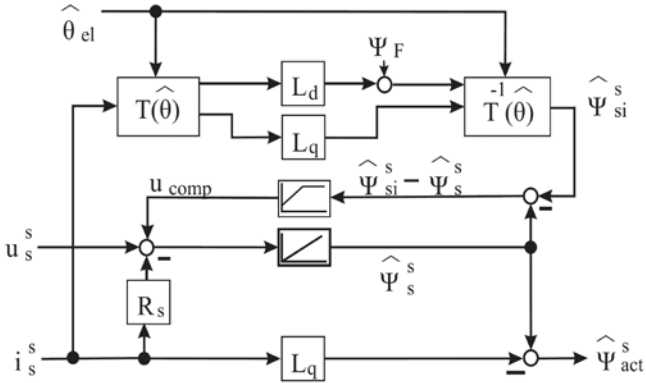 θ̂ el
Ψ F
L d
T(θ̂)
T⁻¹(θ̂)
Ψ̂ s si
L q
u comp
Ψ̂ s si − Ψ̂ s s
−
u s s
−
Ψ̂ s s
R s
i s s
L q
−
Ψ̂ s act